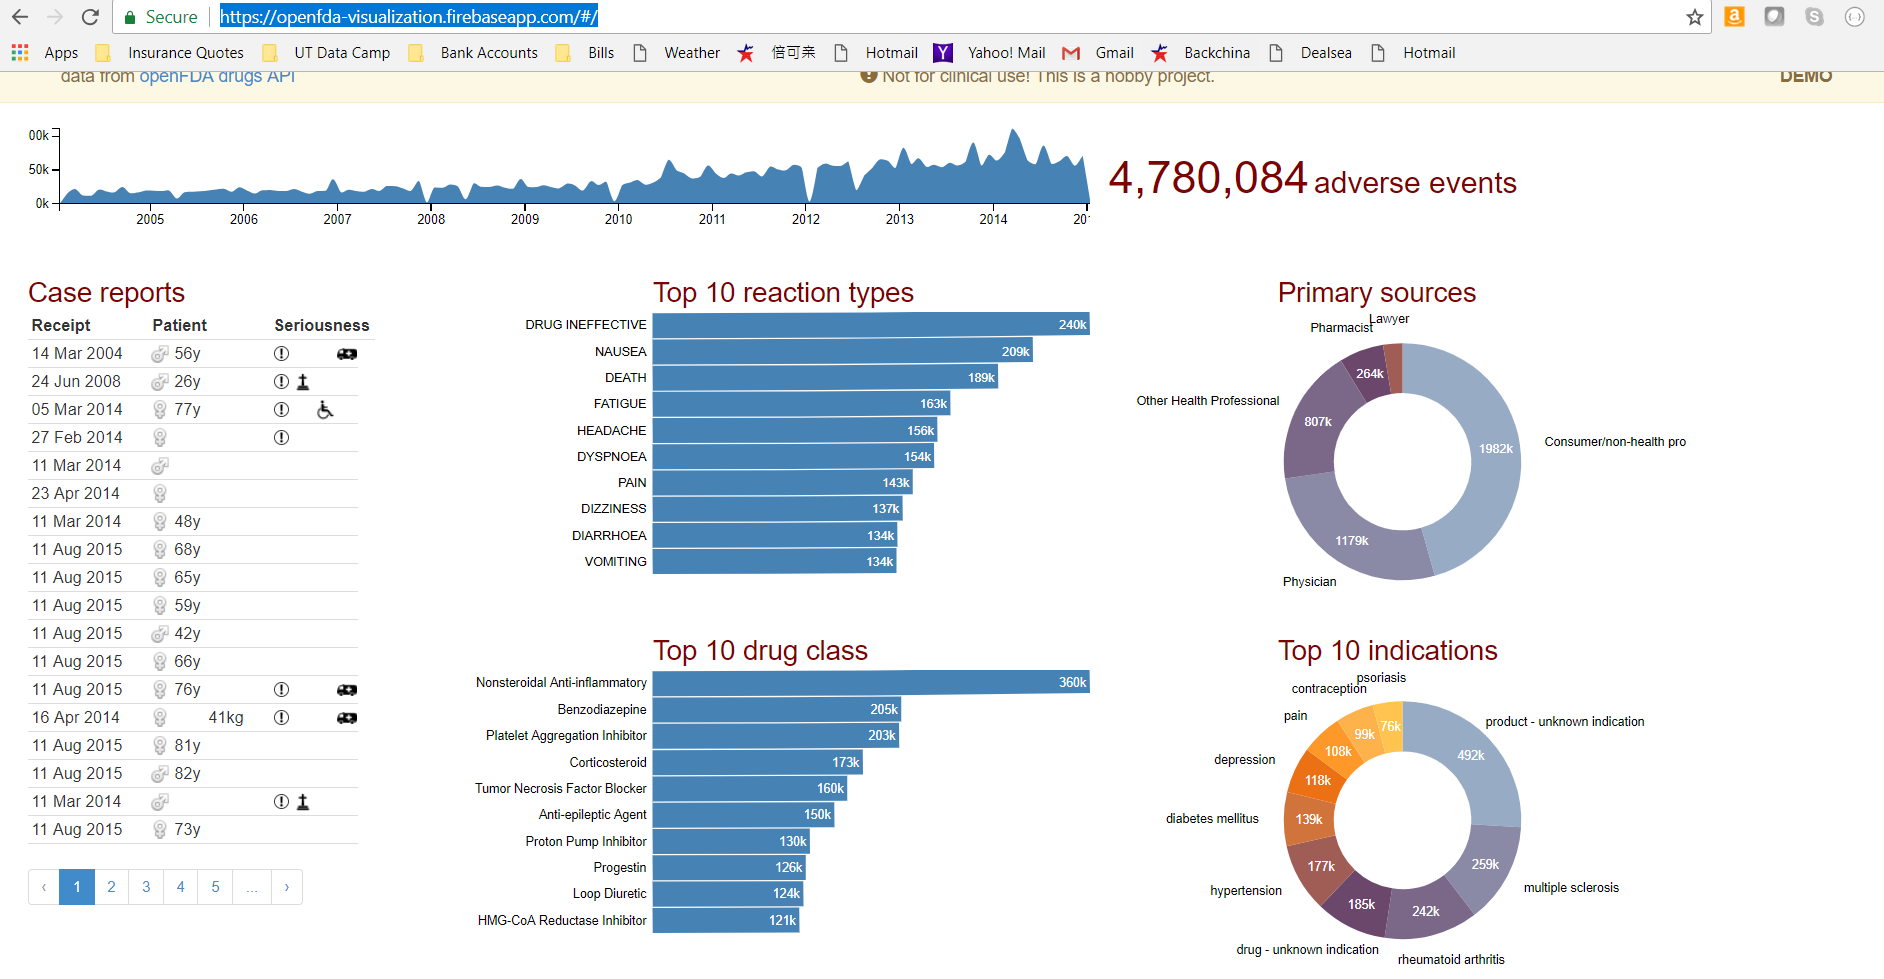 Secure https://openfda-visualization.firebaseapp.com/#/
Apps Insurance Quotes UT Data Camp Bank Accounts Bills Weather 倍可亲 Hotmail Yahoo! Mail Gmail Backchina Dealsea Hotmail
data from openFDA drugs API
Not for clinical use! This is a hobby project.
DEMO
00k
50k
0k
2005 2006 2007 2008 2009 2010 2011 2012 2013 2014 20
4,780,084 adverse events
Case reports
Receipt Patient Seriousness
14 Mar 2004 56y
24 Jun 2008 26y
05 Mar 2014 77y
27 Feb 2014
11 Mar 2014
23 Apr 2014
11 Mar 2014 48y
11 Aug 2015 68y
11 Aug 2015 65y
11 Aug 2015 59y
11 Aug 2015 42y
11 Aug 2015 66y
11 Aug 2015 76y
16 Apr 2014 41kg
11 Aug 2015 81y
11 Aug 2015 82y
11 Mar 2014
11 Aug 2015 73y
‹ 1 2 3 4 5 ... ›
Top 10 reaction types
DRUG INEFFECTIVE 240k
NAUSEA 209k
DEATH 189k
FATIGUE 163k
HEADACHE 156k
DYSPNOEA 154k
PAIN 143k
DIZZINESS 137k
DIARRHOEA 134k
VOMITING 134k
Primary sources
Lawyer
Pharmacist
264k
Other Health Professional
807k
Consumer/non-health pro
1982k
1179k
Physician
Top 10 drug class
Nonsteroidal Anti-inflammatory 360k
Benzodiazepine 205k
Platelet Aggregation Inhibitor 203k
Corticosteroid 173k
Tumor Necrosis Factor Blocker 160k
Anti-epileptic Agent 150k
Proton Pump Inhibitor 130k
Progestin 126k
Loop Diuretic 124k
HMG-CoA Reductase Inhibitor 121k
Top 10 indications
psoriasis
contraception
pain
product - unknown indication
76k
99k
108k
492k
depression
118k
diabetes mellitus
139k
177k
259k
hypertension
multiple sclerosis
185k
242k
drug - unknown indication
rheumatoid arthritis